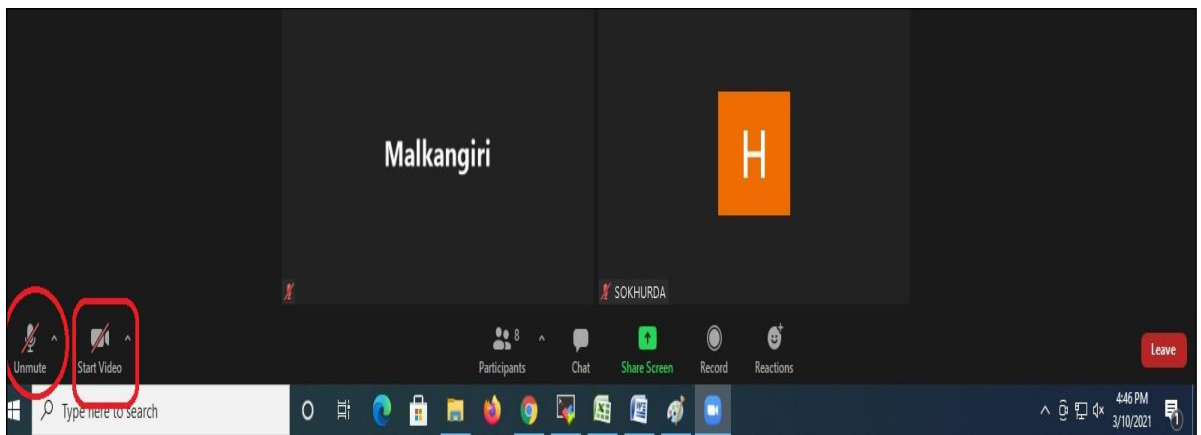 Malkangiri
H
SOKHURDA
Unmute
Start Video
8
Participants
Chat
Share Screen
Record
Reactions
Leave
Type here to search
4:46 PM
3/10/2021
1